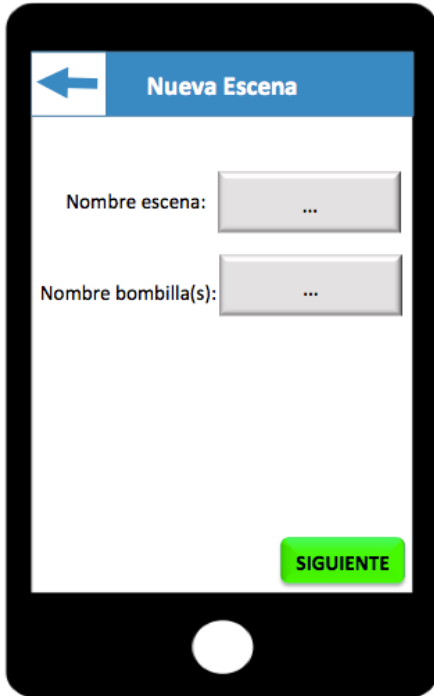 Nueva Escena
Nombre escena: ...
Nombre bombilla(s): ...
SIGUIENTE